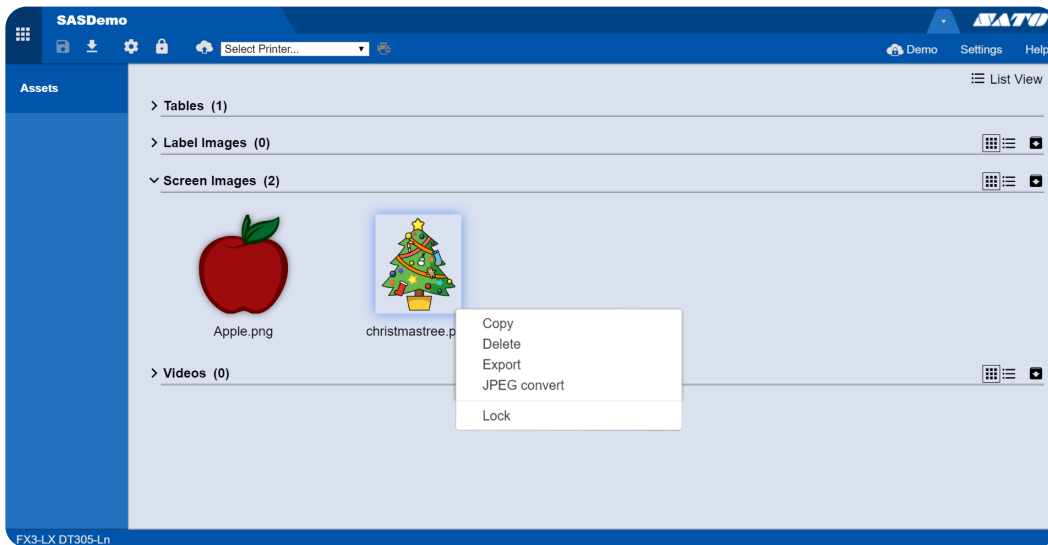 SASDemo
SATO
Select Printer...
Demo Settings Help
Assets
List View
Tables (1)
Label Images (0)
Screen Images (2)
Apple.png
christmastree.p
Copy
Delete
Export
JPEG convert
Lock
Videos (0)
FX3-LX DT305-Ln